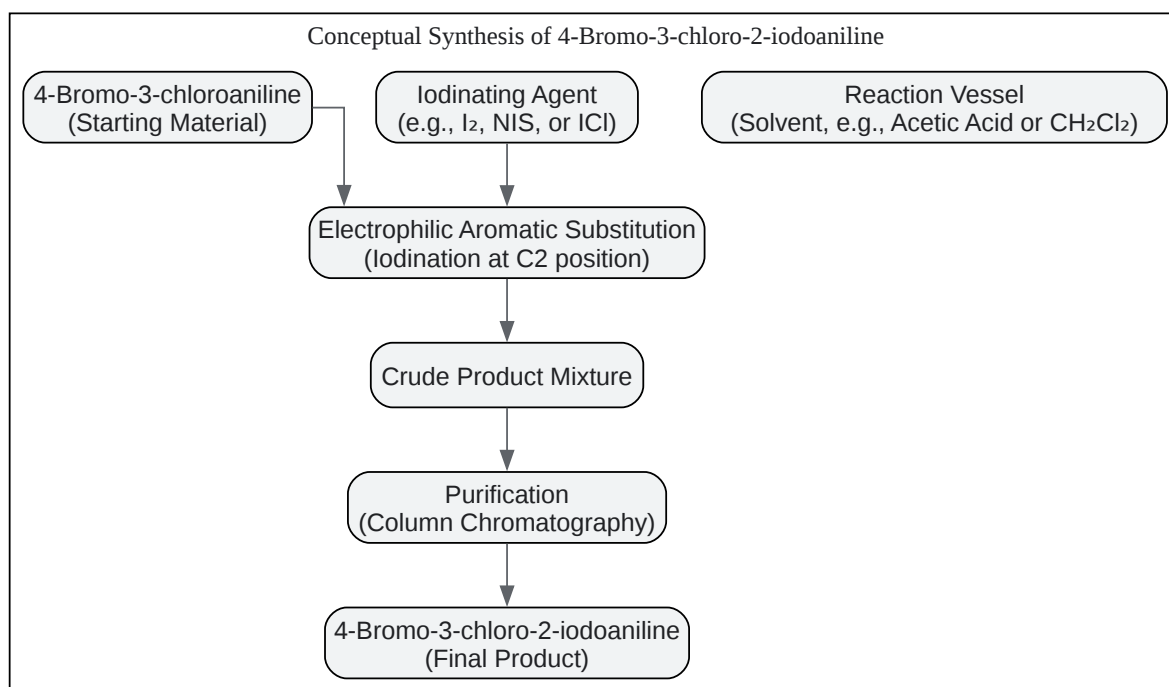 Conceptual Synthesis of 4-Bromo-3-chloro-2-iodoaniline
4-Bromo-3-chloroaniline
(Starting Material)
Iodinating Agent
(e.g., I₂, NIS, or ICl)
Reaction Vessel
(Solvent, e.g., Acetic Acid or CH₂Cl₂)
Electrophilic Aromatic Substitution
(Iodination at C2 position)
Crude Product Mixture
Purification
(Column Chromatography)
4-Bromo-3-chloro-2-iodoaniline
(Final Product)